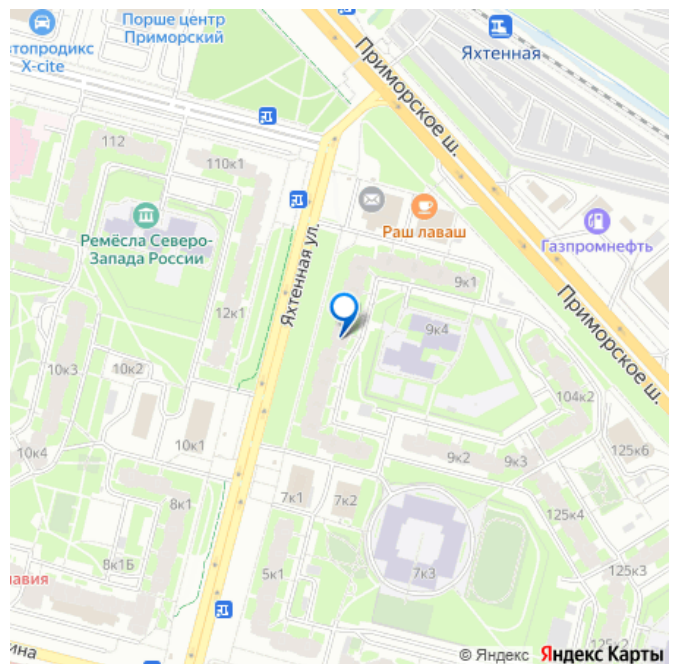 Порше центр
Приморский
топродикс
X-cite
Яхтенная
Приморское ш.
112
110к1
Раш лаваш
Газпромнефть
Ремёсла Северо-
Запада России
Яхтенная ул.
9к1
12к1
9к4
Приморское ш.
10к3
10к2
104к2
10к1
10к4
9к2
9к3
125к6
8к1
7к1
7к2
125к4
8к1Б
авия
5к1
7к3
125к3
125к2
ина
© Яндекс Яндекс Карты